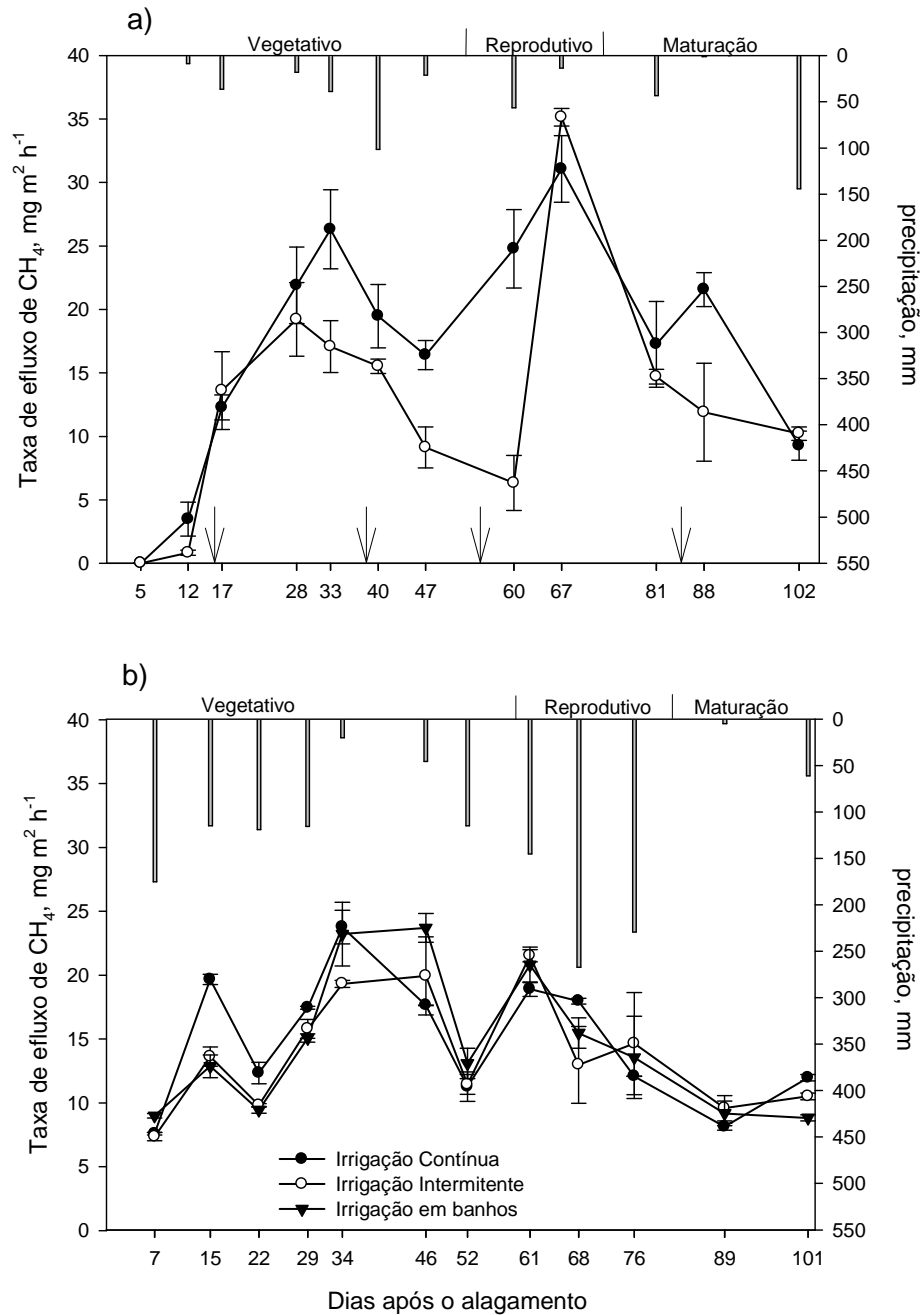 a)
Vegetativo Reprodutivo Maturação
40 0
35 50
30 100
25 150
20 200
15 250
10 300
5 350
0 400
450
500
550
Taxa de efluxo de CH4, mg m2 h-1
precipitação, mm
5 12 17 28 33 40 47 60 67 81 88 102
b)
Vegetativo Reprodutivo Maturação
40 0
35 50
30 100
25 150
20 200
15 250
10 300
5 350
0 400
450
500
550
Taxa de efluxo de CH4, mg m2 h-1
precipitação, mm
Irrigação Contínua
Irrigação Intermitente
Irrigação em banhos
7 15 22 29 34 46 52 61 68 76 89 101
Dias após o alagamento